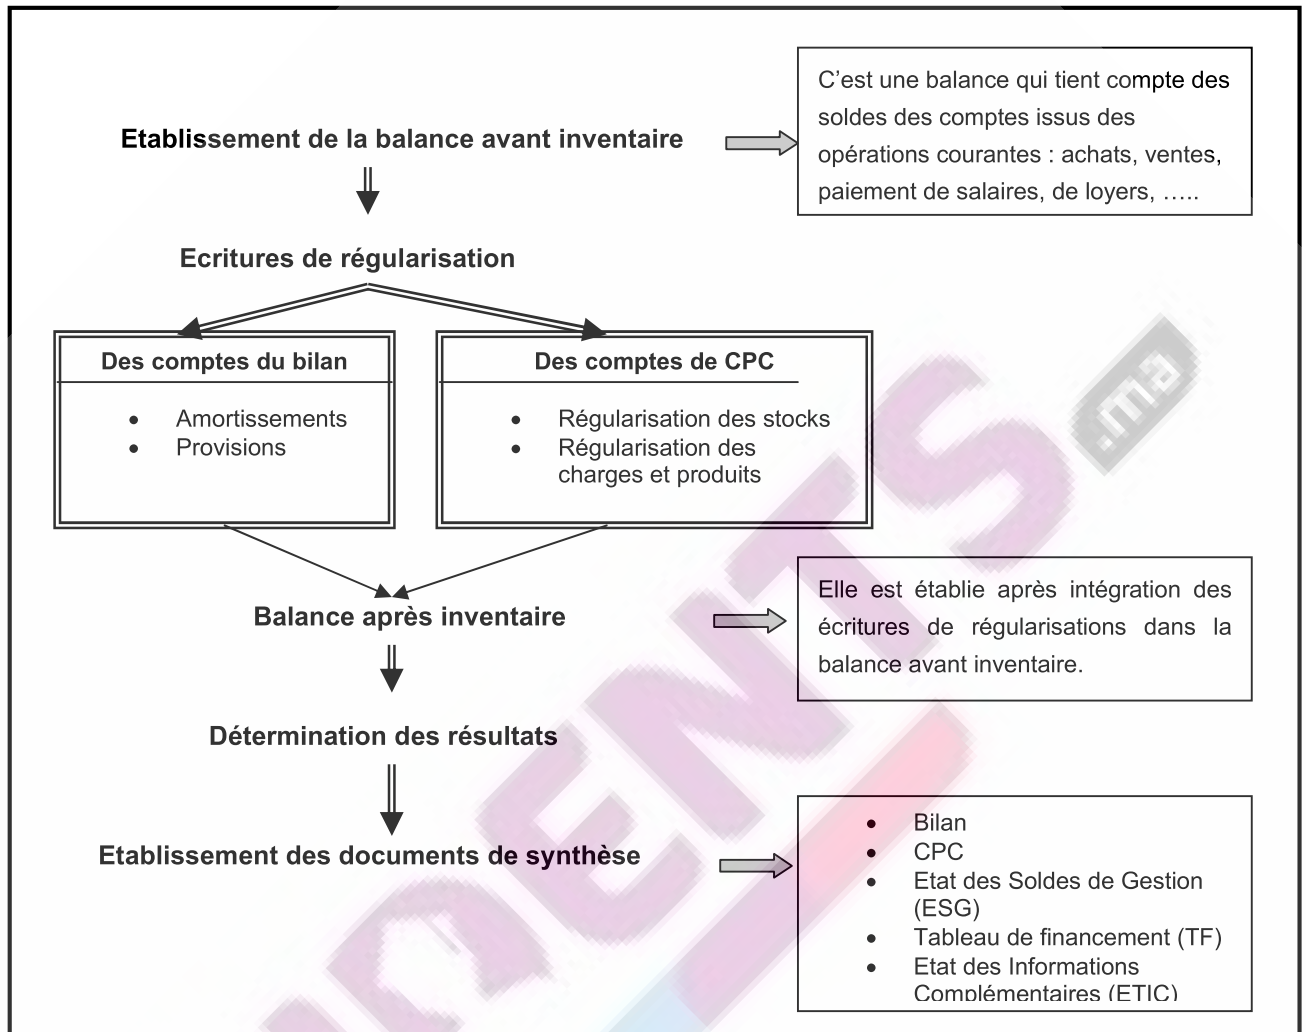 Etablissement de la balance avant inventaire
C’est une balance qui tient compte des
soldes des comptes issus des
opérations courantes : achats, ventes,
paiement de salaires, de loyers, …..
Ecritures de régularisation
Des comptes du bilan
• Amortissements
• Provisions
Des comptes de CPC
• Régularisation des stocks
• Régularisation des
charges et produits
Balance après inventaire
Elle est établie après intégration des
écritures de régularisations dans la
balance avant inventaire.
Détermination des résultats
Etablissement des documents de synthèse
• Bilan
• CPC
• Etat des Soldes de Gestion
(ESG)
• Tableau de financement (TF)
• Etat des Informations
Complémentaires (ETIC)
DENTS
.ma